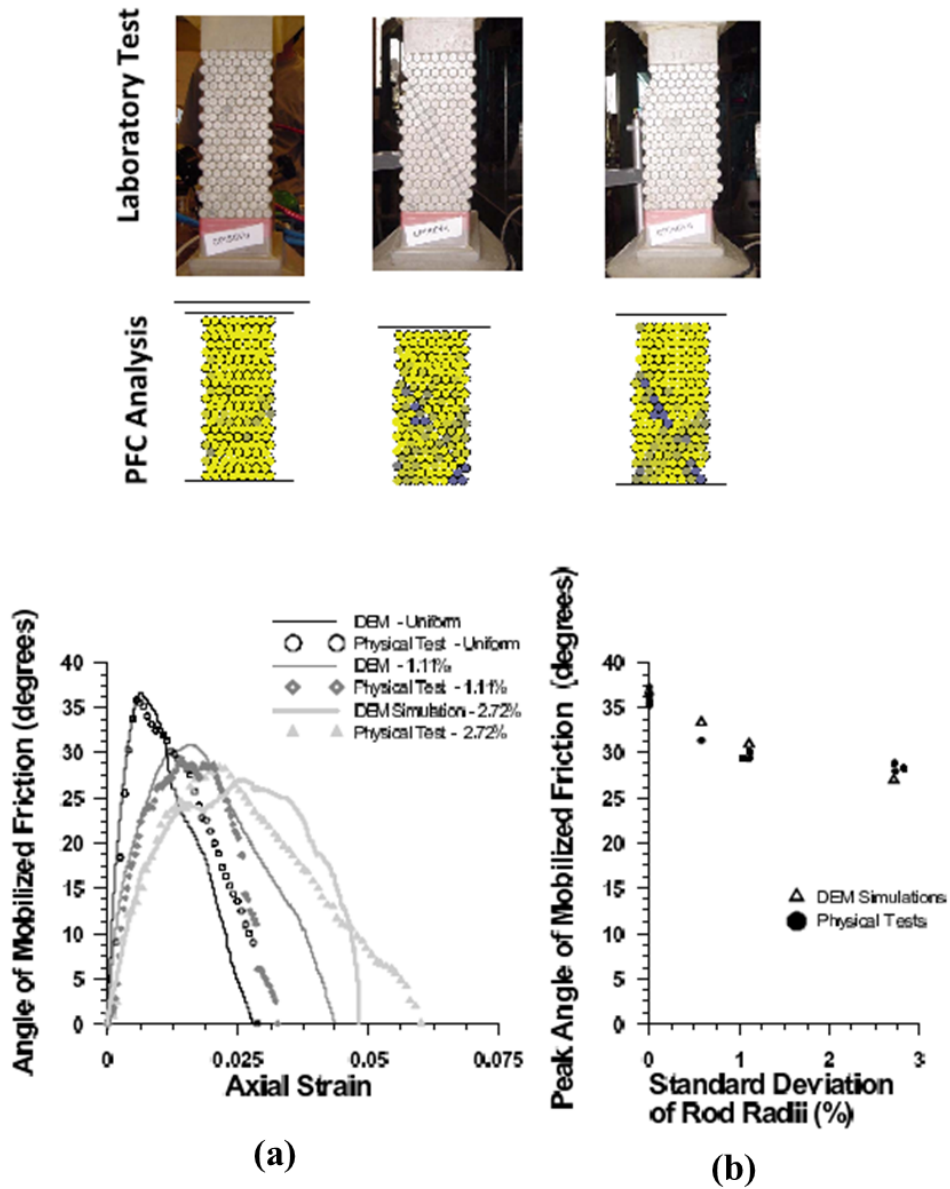 Laboratory Test
PFC Analysis
Angle of Mobilized Friction (degrees)
DEM - Uniform
Physical Test - Uniform
DEM - 1.11%
Physical Test - 1.11%
DEM Simulation - 2.72%
Physical Test - 2.72%
40
35
30
25
20
15
10
5
0
0 0.025 0.05 0.075
Axial Strain
(a)
Peak Angle of Mobilized Friction (degrees)
40
35
30
25
20
15
10
5
0
DEM Simulations
Physical Tests
0 1 2 3
Standard Deviation
of Rod Radii (%)
(b)